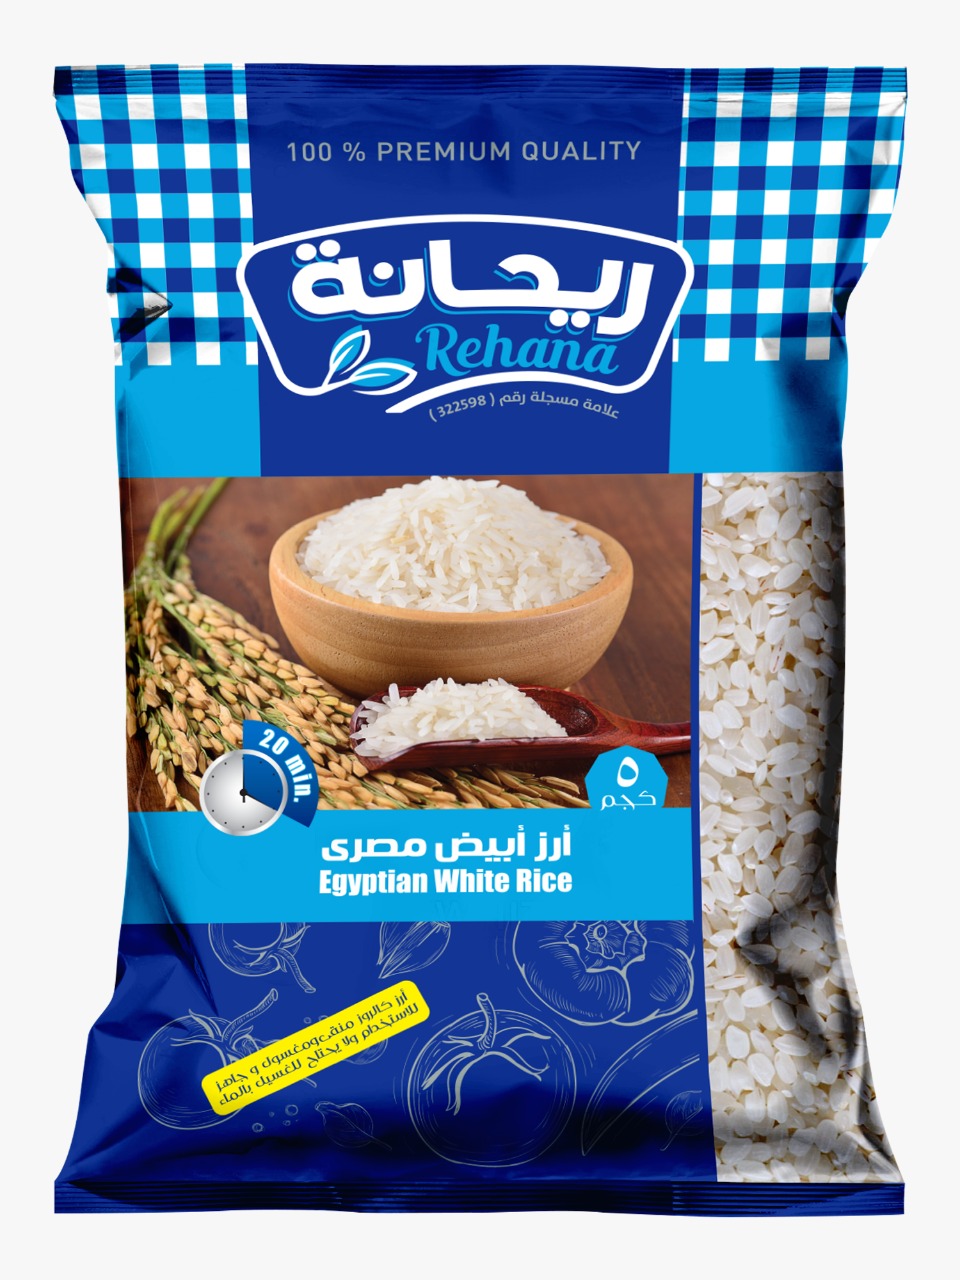 100 % PREMIUM QUALITY
ريحانة
Rehana
علامة مسجلة رقم ( 322598 )
20 min.
٥
كجم
أرز أبيض مصرى
Egyptian White Rice
أرز كالروز منقى ومغسول و جاهز
للاستخدام ولا يحتاج للغسيل بالماء